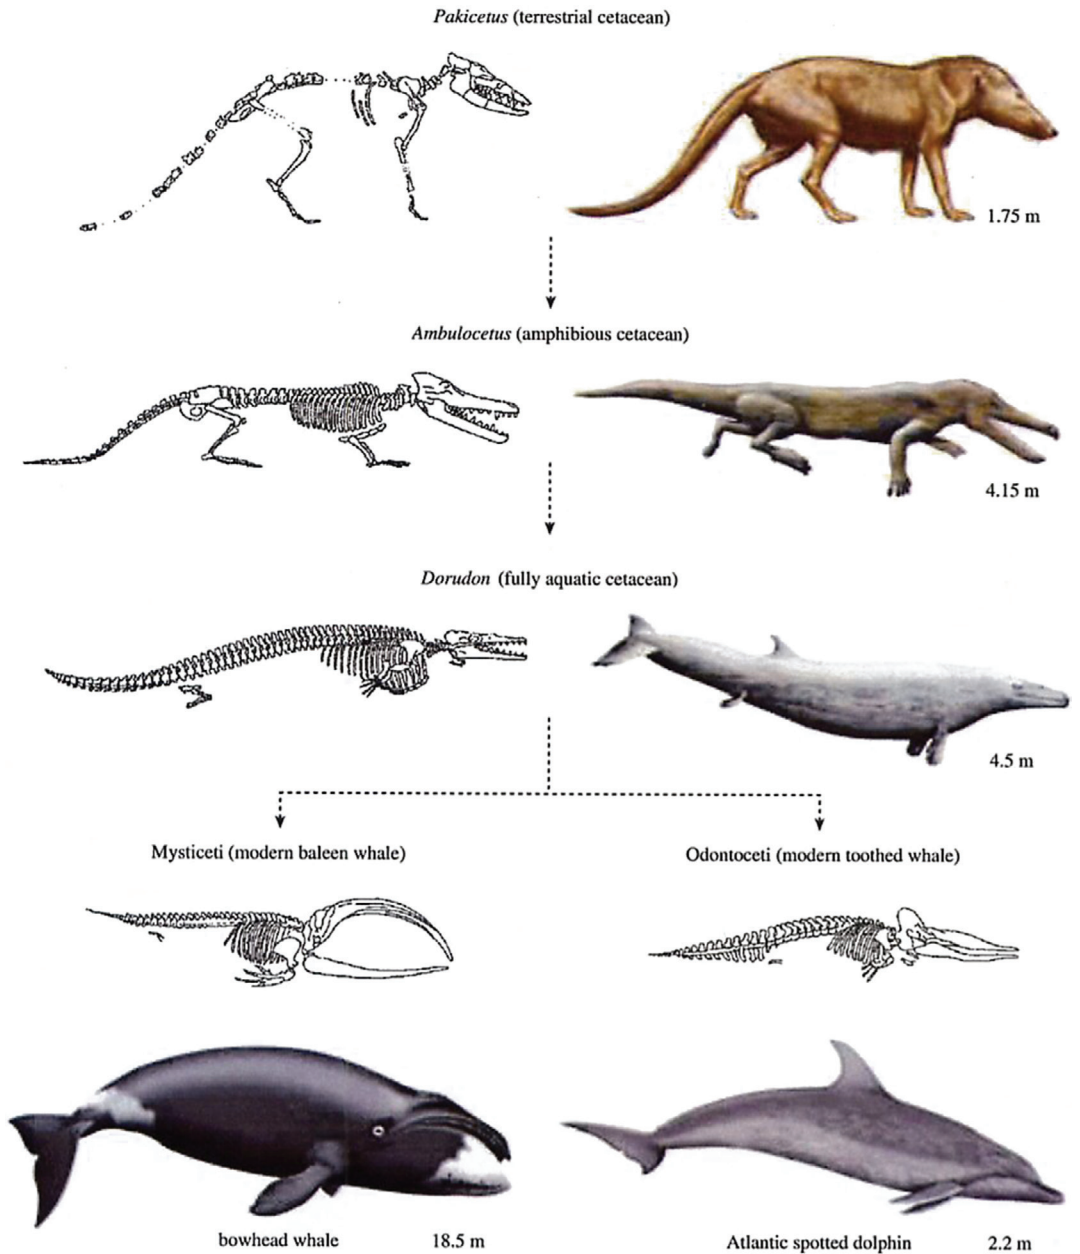 Pakicetus (terrestrial cetacean)
1.75 m
Ambulocetus (amphibious cetacean)
4.15 m
Dorudon (fully aquatic cetacean)
4.5 m
Mysticeti (modern baleen whale)
Odontoceti (modern toothed whale)
bowhead whale
18.5 m
Atlantic spotted dolphin
2.2 m